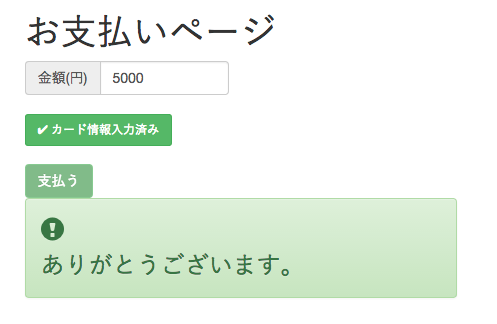 お支払いページ
金額(円) 5000
✔ カード情報入力済み
支払う
ありがとうございます。